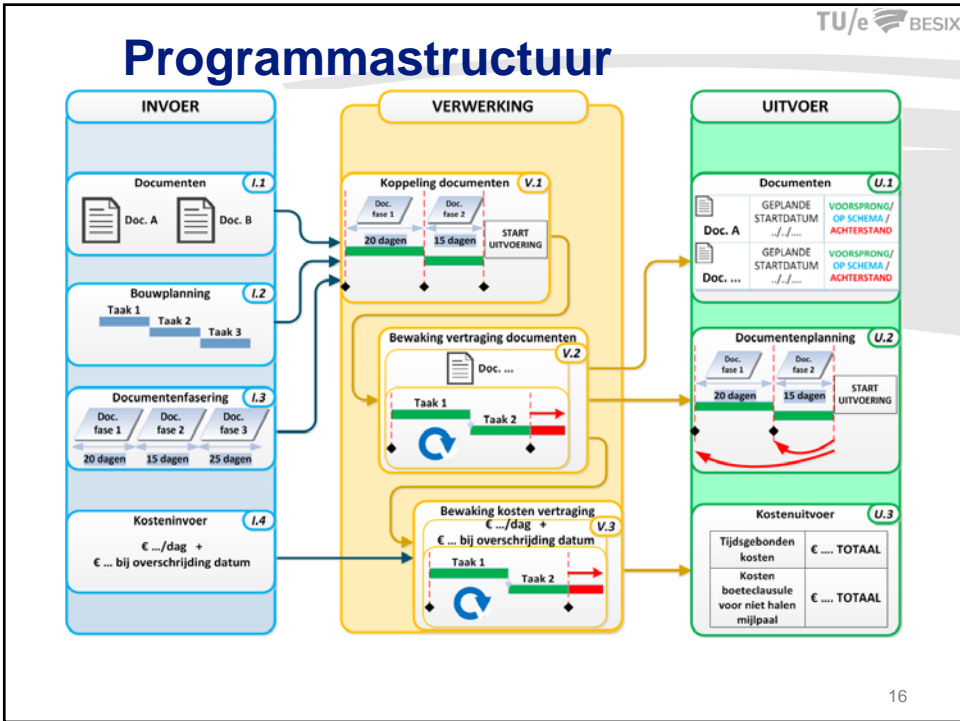 TU/e BESIX
Programmastructuur
INVOER
Documenten I.1
Doc. A
Doc. B
Bouwplanning I.2
Taak 1
Taak 2
Taak 3
Documentenfasering I.3
Doc. fase 1
Doc. fase 2
Doc. fase 3
20 dagen 15 dagen 25 dagen
Kosteninvoer I.4
€ .../dag +
€ ... bij overschrijding datum
VERWERKING
Koppeling documenten V.1
Doc. fase 1
Doc. fase 2
20 dagen 15 dagen
START
UITVOERING
Bewaking vertraging documenten
V.2
Doc. ...
Taak 1
Taak 2
Bewaking kosten vertraging
€ .../dag +
V.3
€ ... bij overschrijding datum
Taak 1
Taak 2
UITVOER
Documenten U.1
Doc. A
GEPLANDE
STARTDATUM
../../....
VOORSPRONG/
OP SCHEMA /
ACHTERSTAND
Doc. ...
GEPLANDE
STARTDATUM
../../....
VOORSPRONG/
OP SCHEMA /
ACHTERSTAND
Documentenplanning U.2
Doc. fase 1
Doc. fase 2
20 dagen 15 dagen
START
UITVOERING
Kostenuitvoer U.3
Tijdsgebonden
kosten
€ .... TOTAAL
Kosten
boeteclausule
voor niet halen
mijlpaal
€ .... TOTAAL
16